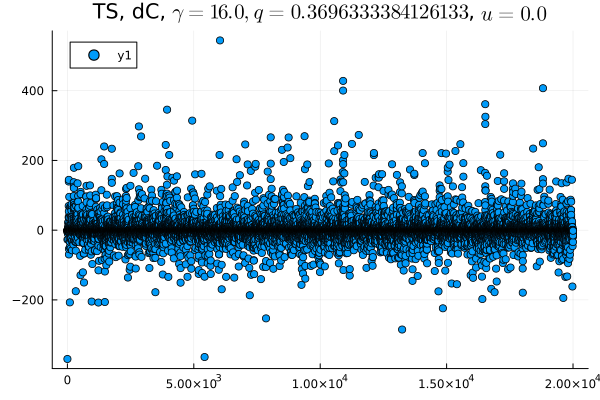 TS, dC, γ = 16.0, q = 0.3696333384126133, u = 0.0
y1
400
200
0
−200
0 5.00×10³ 1.00×10⁴ 1.50×10⁴ 2.00×10⁴